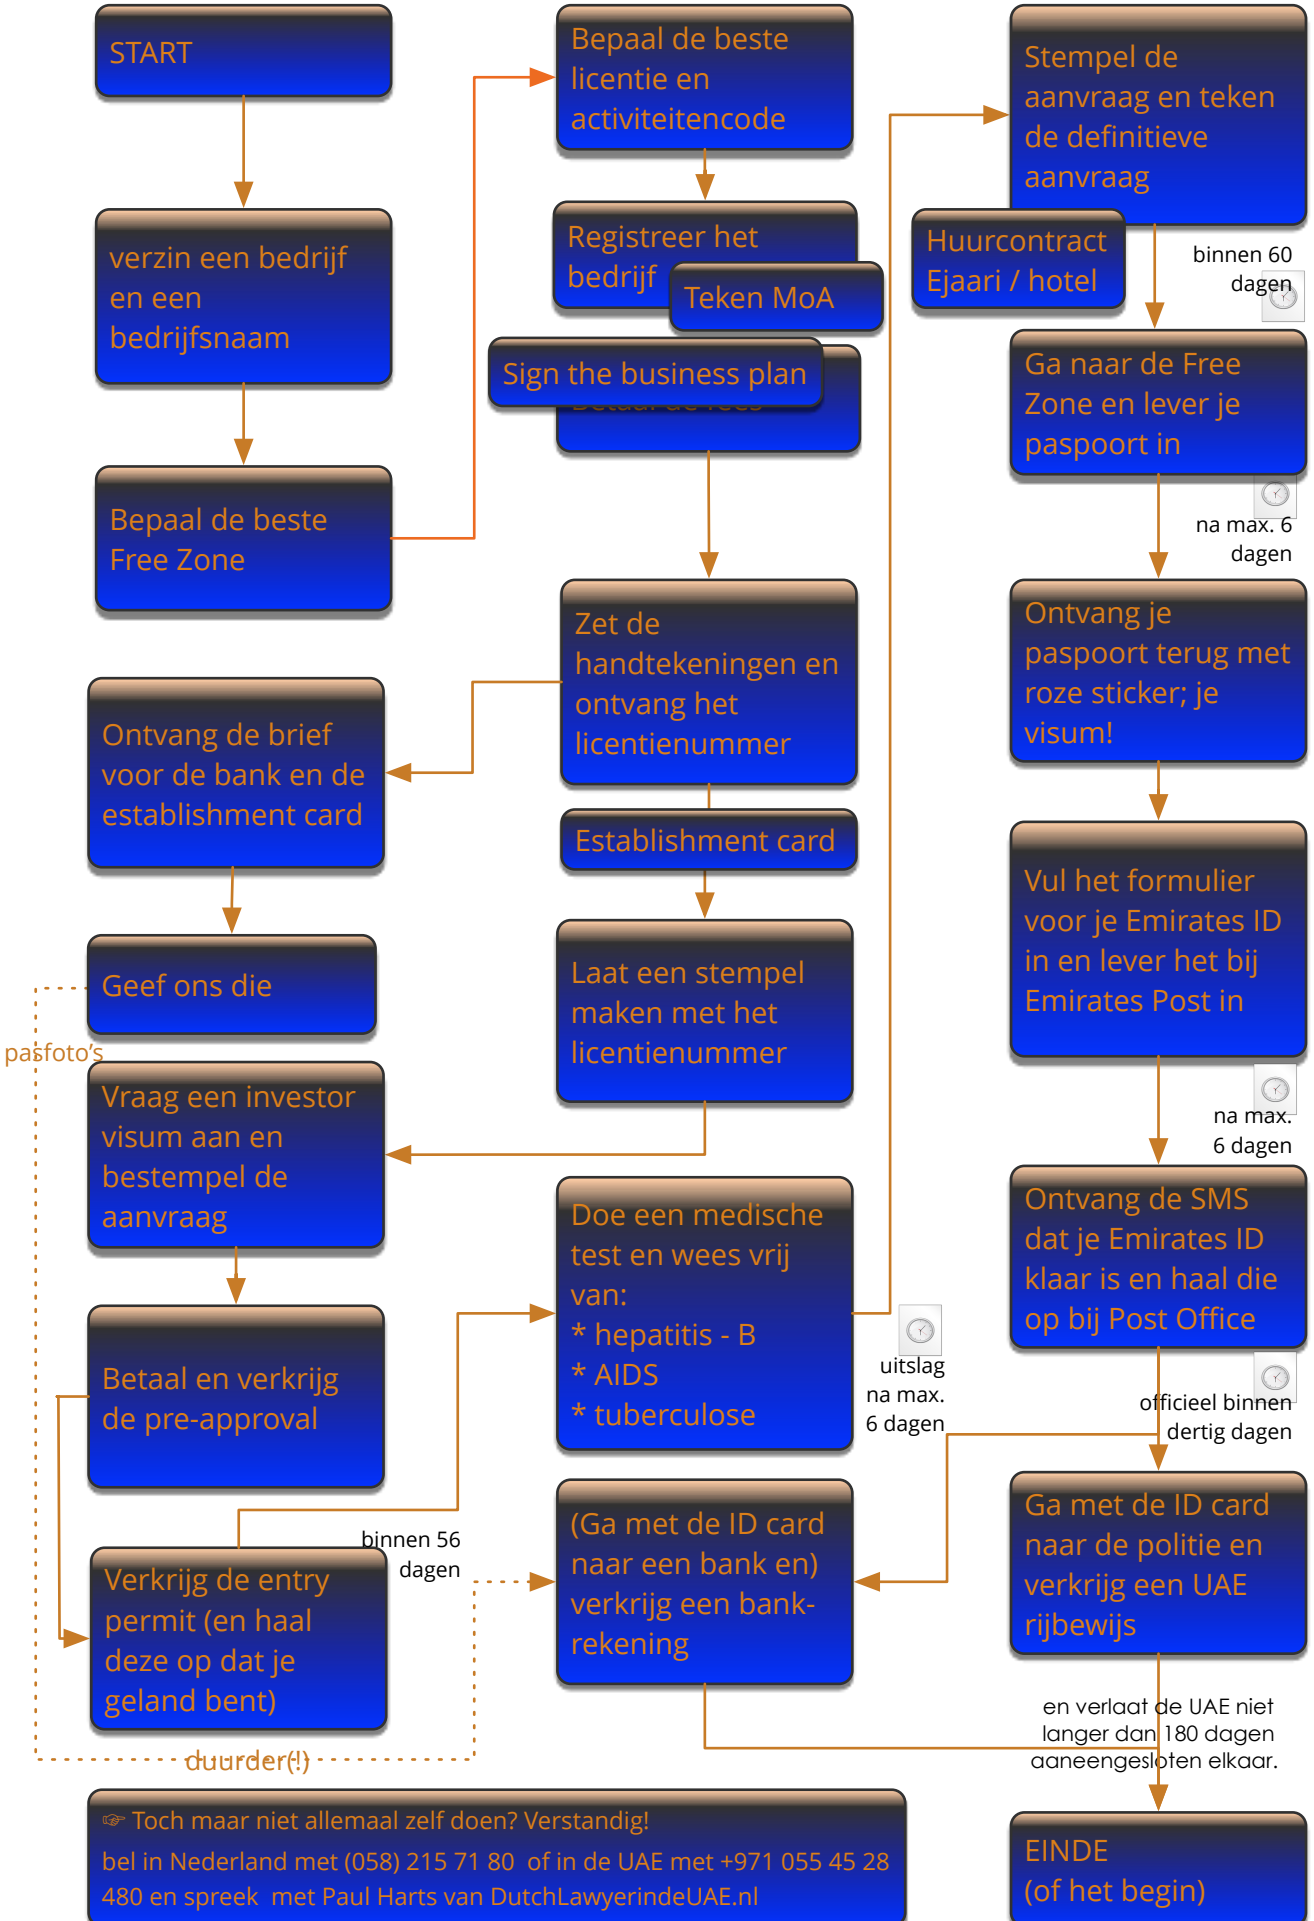 START
verzin een bedrijf
en een
bedrijfsnaam
Bepaal de beste
Free Zone
Bepaal de beste
licentie en
activiteitencode
Registreer het
bedrijf
Teken MoA
Sign the business plan
Betaal de fees
Zet de
handtekeningen en
ontvang het
licentienummer
Ontvang de brief
voor de bank en de
establishment card
Geef ons die
pasfoto's
Establishment card
Laat een stempel
maken met het
licentienummer
Vraag een investor
visum aan en
bestempel de
aanvraag
Betaal en verkrijg
de pre-approval
Verkrijg de entry
permit (en haal
deze op dat je
geland bent)
binnen 56
dagen
duurder(!)
Doe een medische
test en wees vrij
van:
* hepatitis - B
* AIDS
* tuberculose
uitslag
na max.
6 dagen
Stempel de
aanvraag en teken
de definitieve
aanvraag
Huurcontract
Ejaari / hotel
binnen 60
dagen
Ga naar de Free
Zone en lever je
paspoort in
na max. 6
dagen
Ontvang je
paspoort terug met
roze sticker; je
visum!
Vul het formulier
voor je Emirates ID
in en lever het bij
Emirates Post in
na max.
6 dagen
Ontvang de SMS
dat je Emirates ID
klaar is en haal die
op bij Post Office
officieel binnen
dertig dagen
(Ga met de ID card
naar een bank en)
verkrijg een bank-
rekening
Ga met de ID card
naar de politie en
verkrijg een UAE
rijbewijs
en verlaat de UAE niet
langer dan 180 dagen
aaneengesloten elkaar.
EINDE
(of het begin)
☞ Toch maar niet allemaal zelf doen? Verstandig!
bel in Nederland met (058) 215 71 80  of in de UAE met +971 055 45 28
480 en spreek  met Paul Harts van DutchLawyerindeUAE.nl